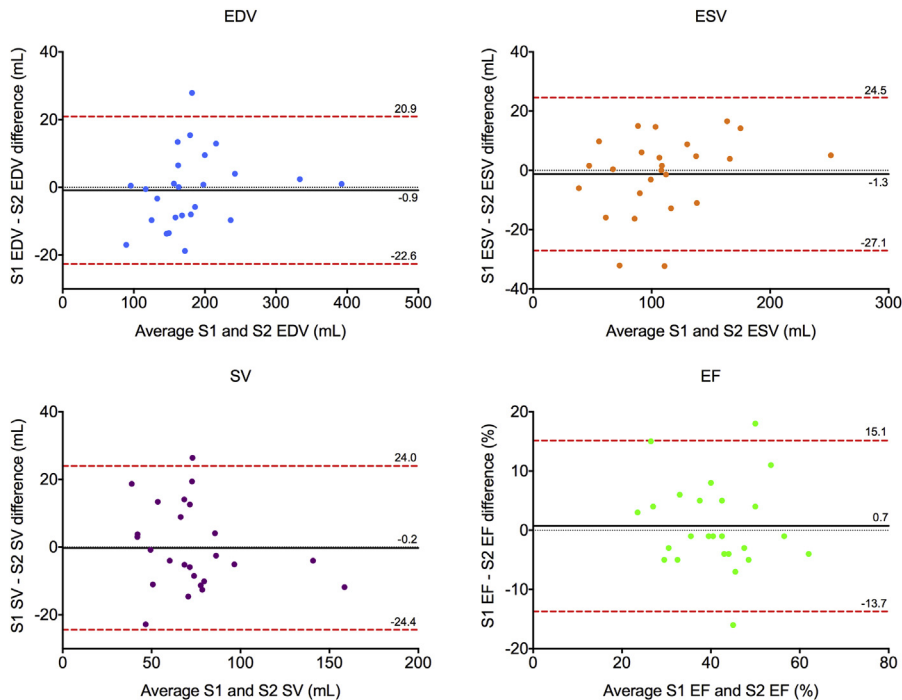 EDV
S1 EDV - S2 EDV difference (mL)
40
20
0
-20
20.9
-0.9
-22.6
0 100 200 300 400 500
Average S1 and S2 EDV (mL)
ESV
S1 ESV - S2 ESV difference (mL)
40
20
0
-20
-40
24.5
-1.3
-27.1
0 100 200 300
Average S1 and S2 ESV (mL)
SV
S1 SV - S2 SV difference (mL)
40
20
0
-20
24.0
-0.2
-24.4
0 50 100 150 200
Average S1 and S2 SV (mL)
EF
S1 EF - S2 EF difference (%)
20
10
0
-10
-20
15.1
0.7
-13.7
0 20 40 60 80
Average S1 EF and S2 EF (%)